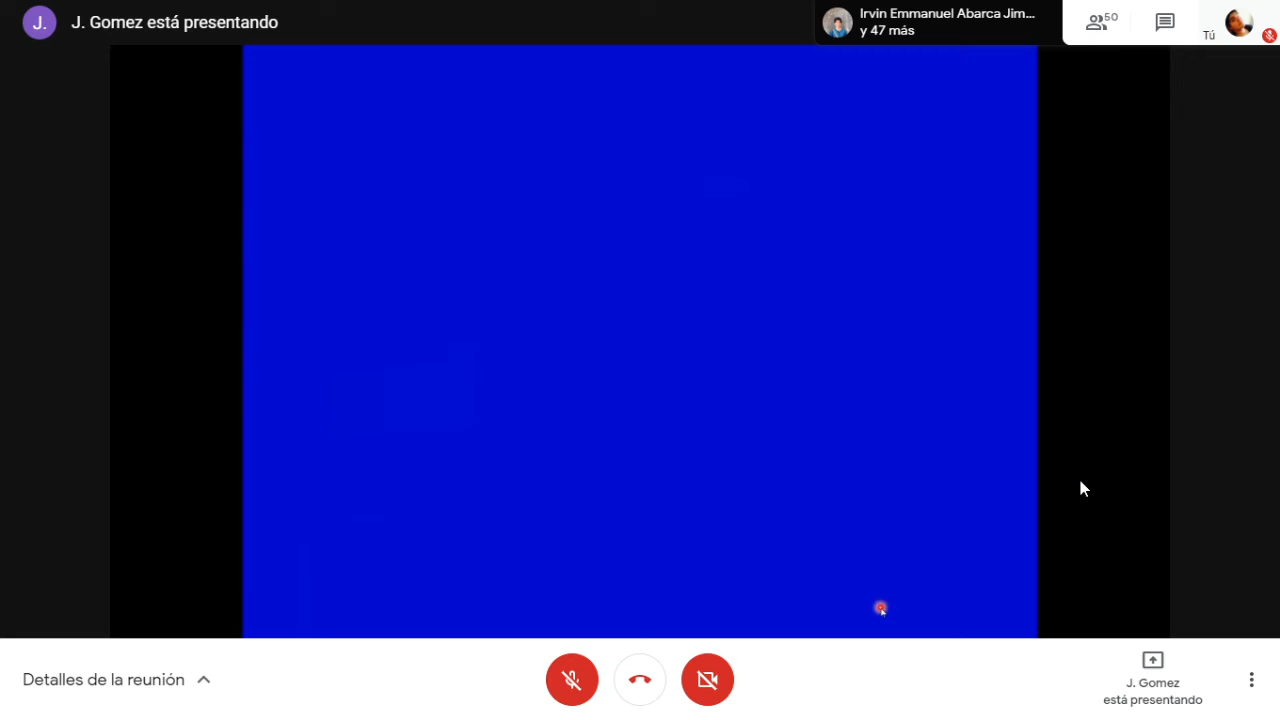 J.
J. Gomez está presentando
Irvin Emmanuel Abarca Jim...
y 47 más
50
Tú
Detalles de la reunión
J. Gomez
está presentando